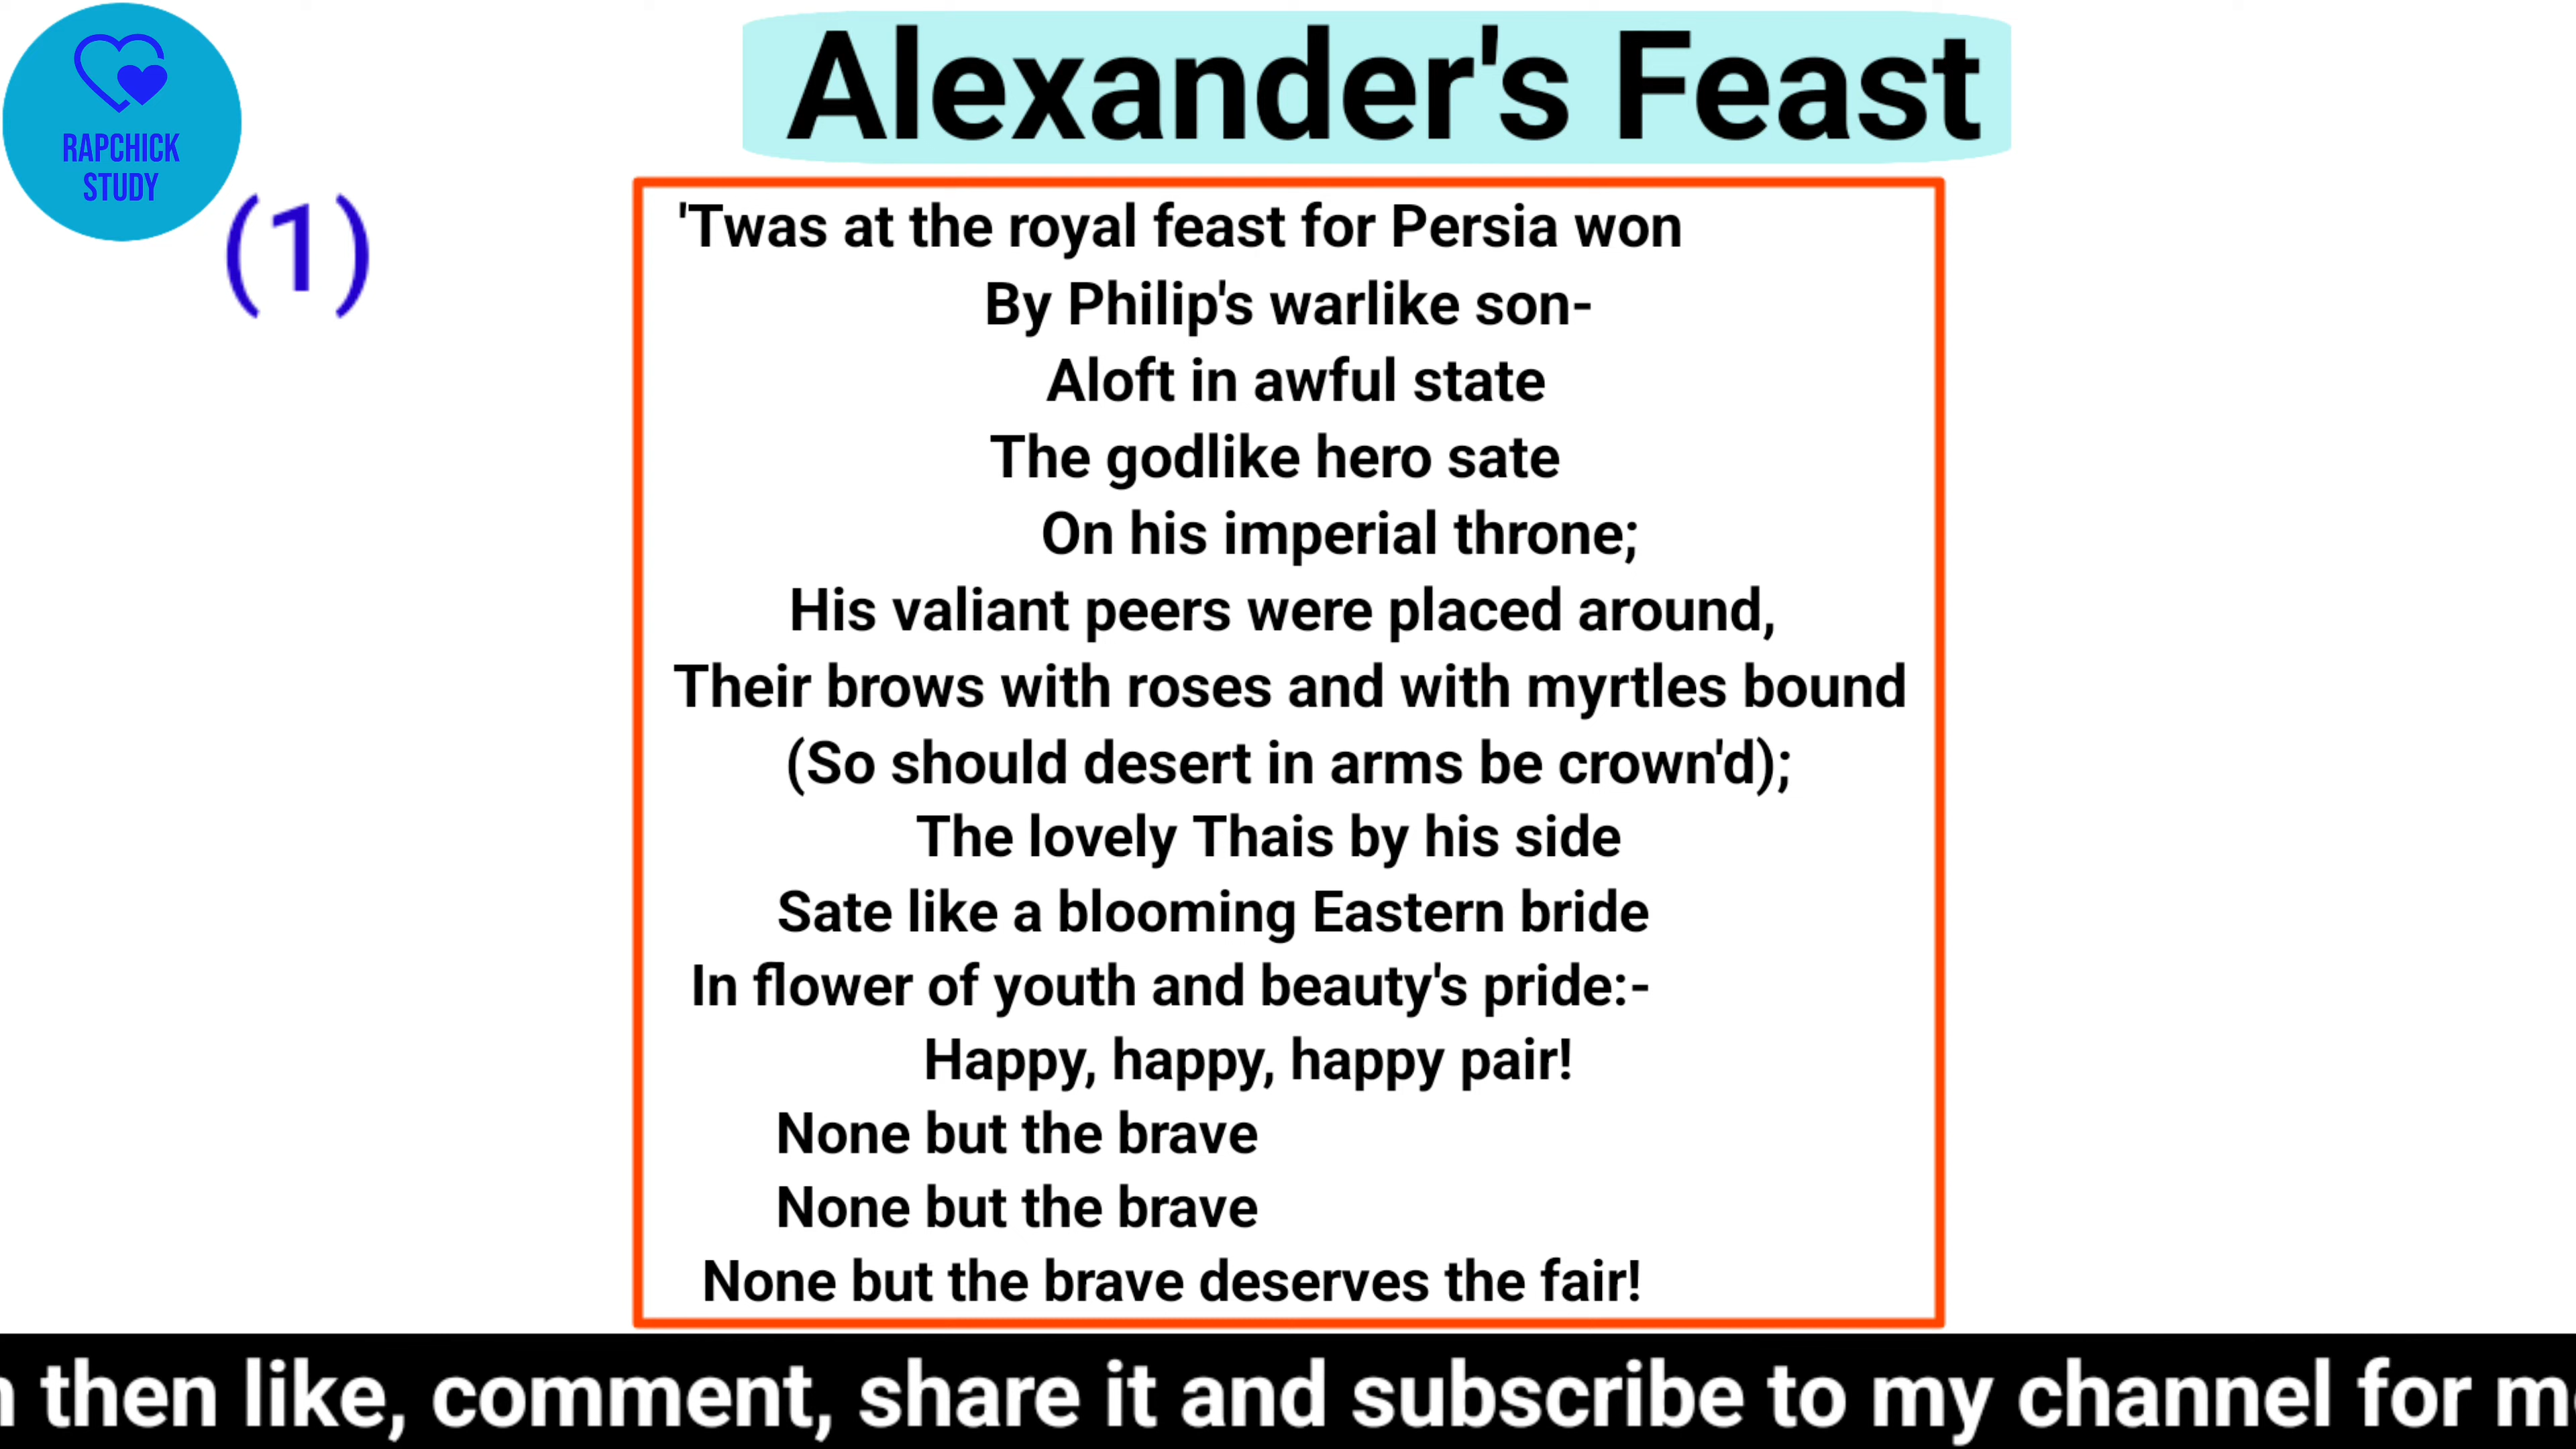 RAPCHICK
STUDY
Alexander's Feast
(1)
'Twas at the royal feast for Persia won
By Philip's warlike son-
Aloft in awful state
The godlike hero sate
On his imperial throne;
His valiant peers were placed around,
Their brows with roses and with myrtles bound
(So should desert in arms be crown'd);
The lovely Thais by his side
Sate like a blooming Eastern bride
In flower of youth and beauty's pride:-
Happy, happy, happy pair!
None but the brave
None but the brave
None but the brave deserves the fair!
then like, comment, share it and subscribe to my channel for